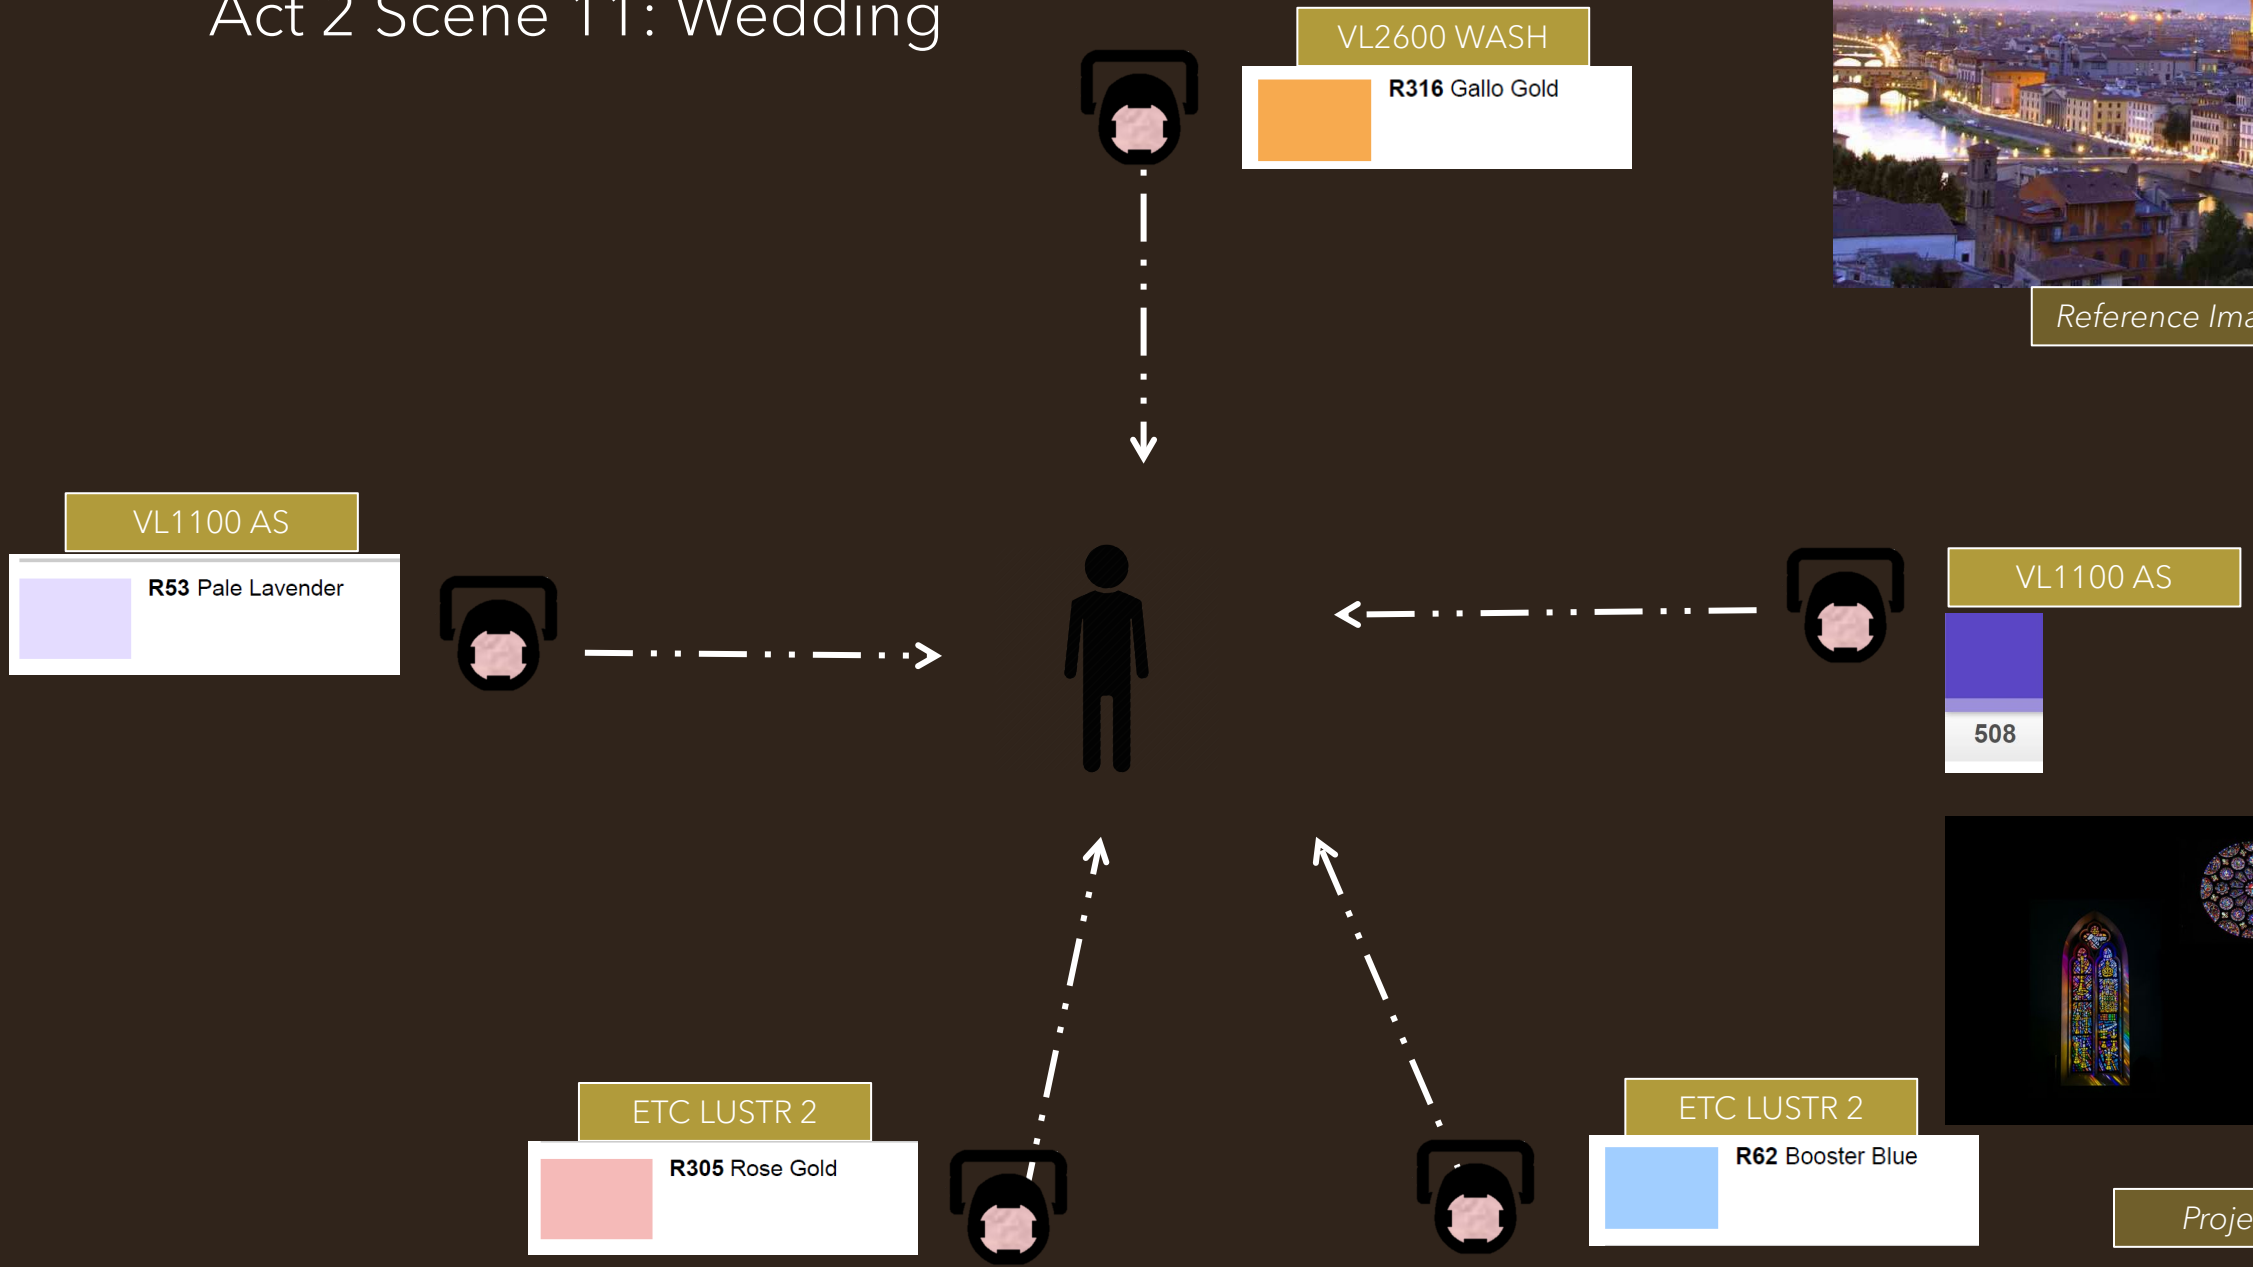 Act 2 Scene 11: Wedding
VL2600 WASH
R316 Gallo Gold
Reference Ima
VL1100 AS
R53 Pale Lavender
VL1100 AS
508
ETC LUSTR 2
R305 Rose Gold
ETC LUSTR 2
R62 Booster Blue
Proje